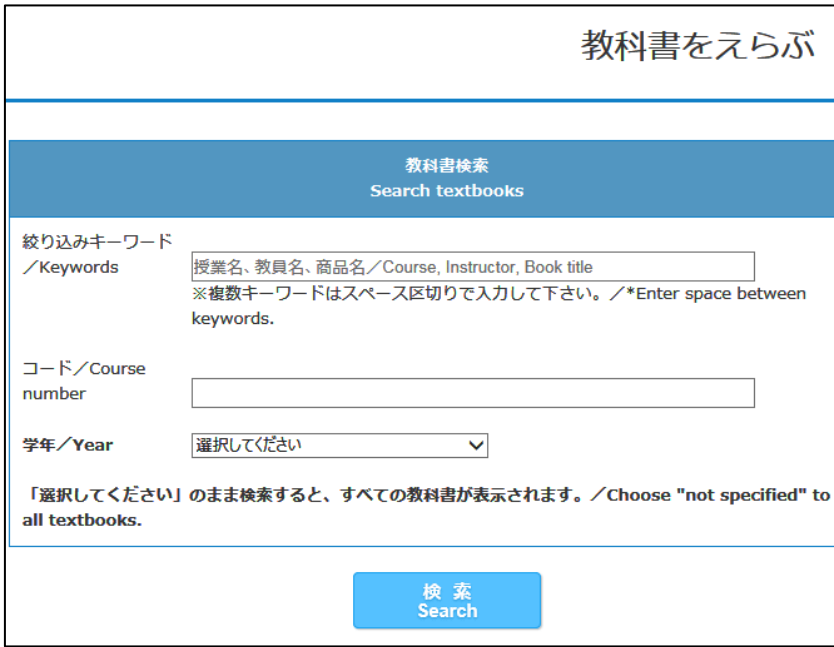 教科書をえらぶ
教科書検索
Search textbooks
絞り込みキーワード
／Keywords
授業名、教員名、商品名／Course, Instructor, Book title
※複数キーワードはスペース区切りで入力して下さい。／*Enter space between
keywords.
コード／Course
number
学年／Year
選択してください
「選択してください」のまま検索すると、すべての教科書が表示されます。／Choose "not specified" to
all textbooks.
検 索
Search